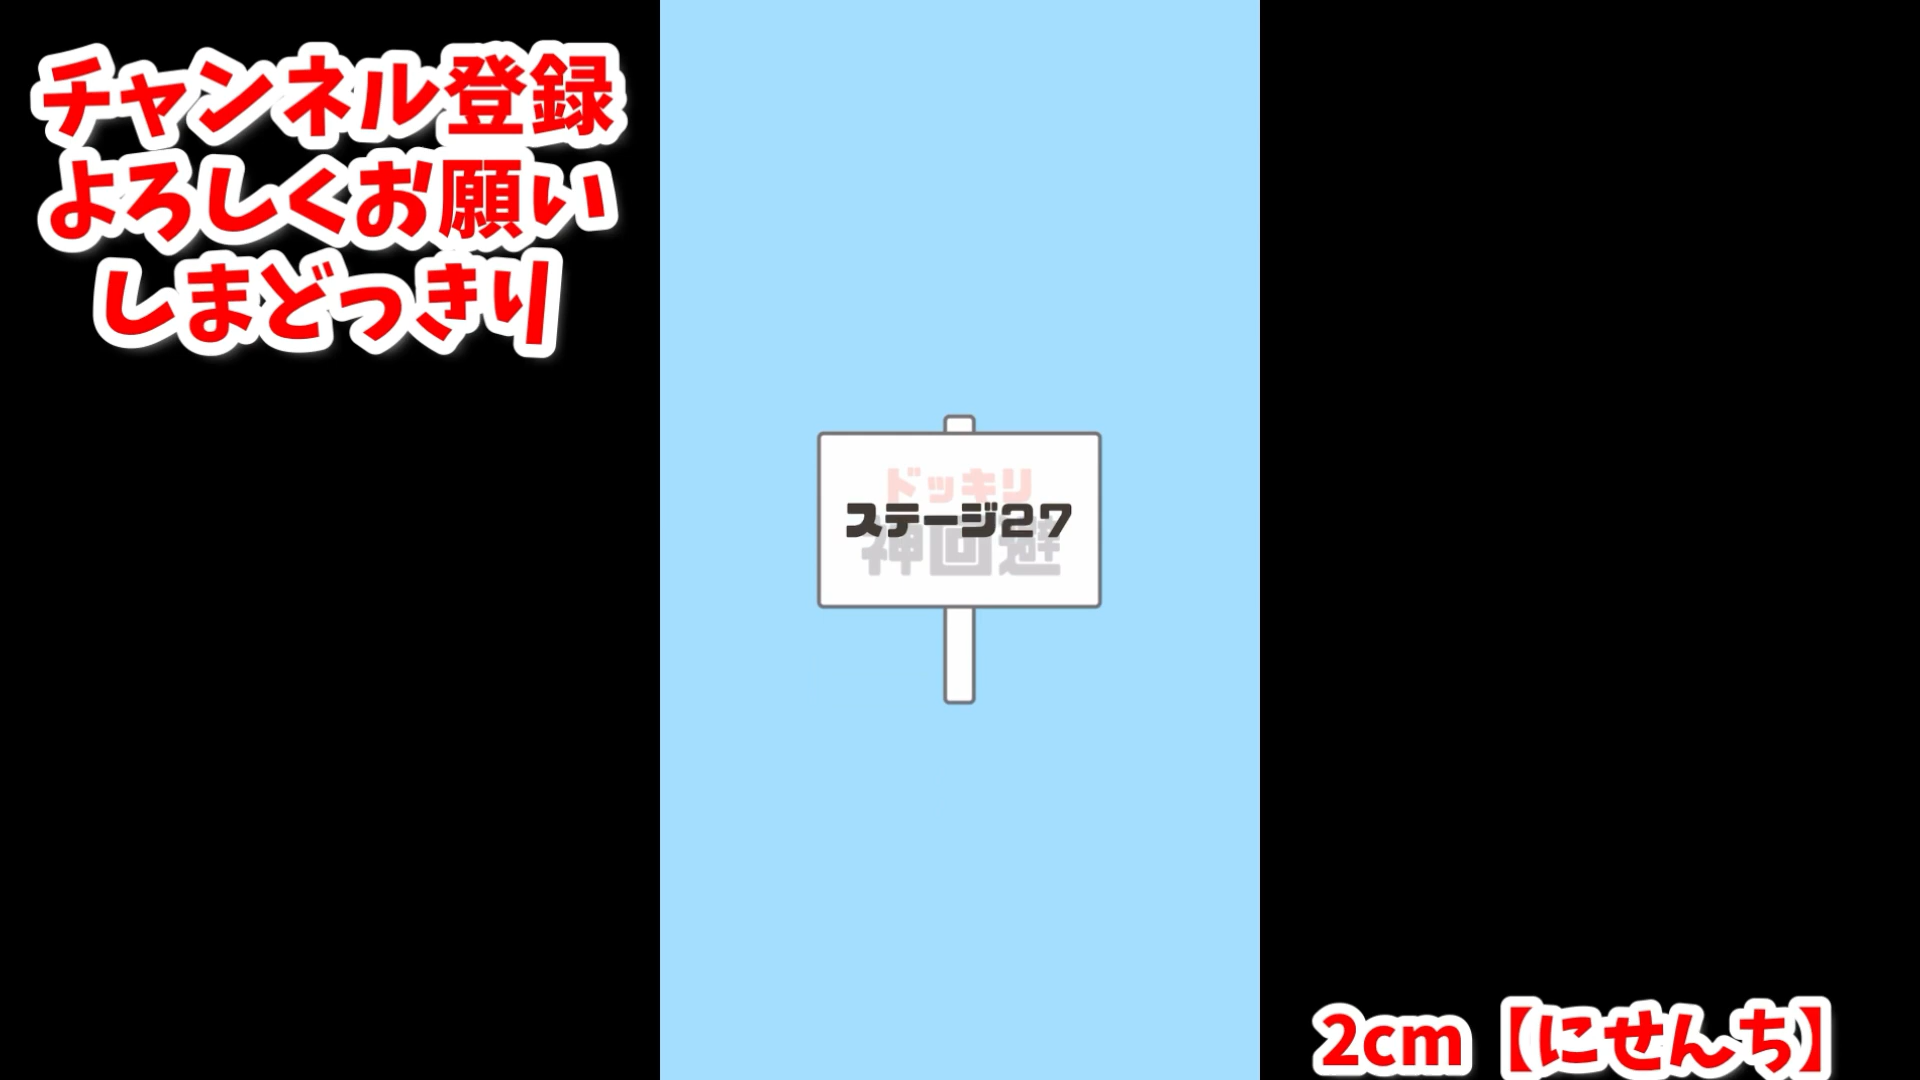 チャンネル登録
よろしくお願い
しまどっきり
ドッキリ
ステージ27
神回避
2cm【にせんち】